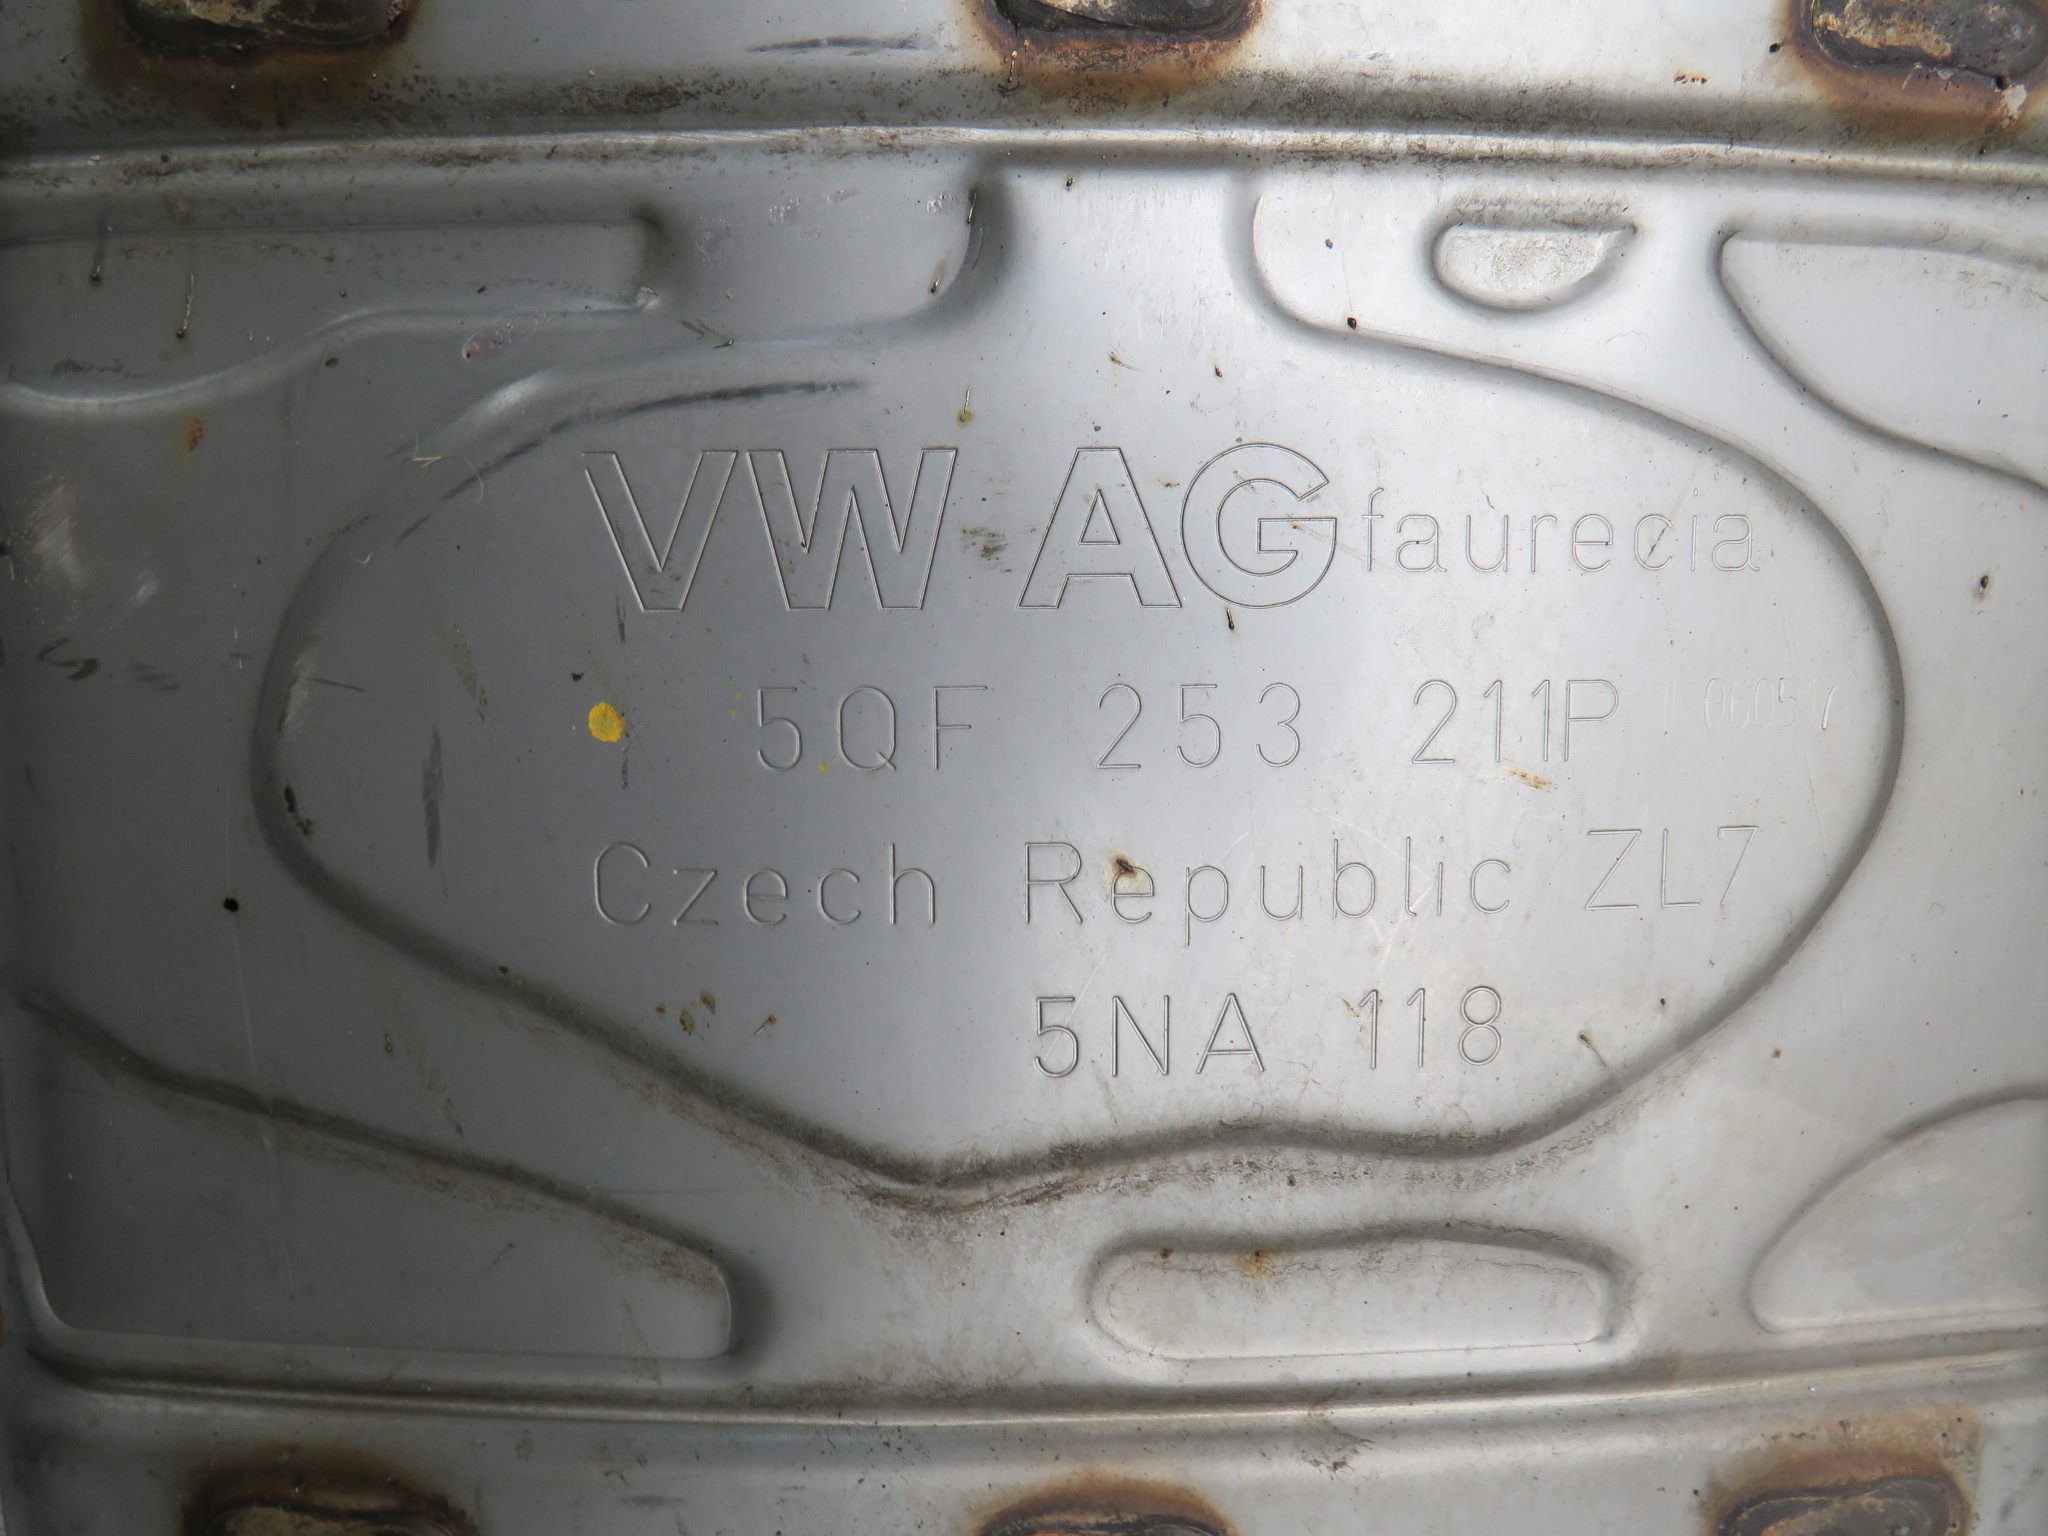 VW AG faurecia
5QF 253 211P
Czech Republic ZL7
5NA 118